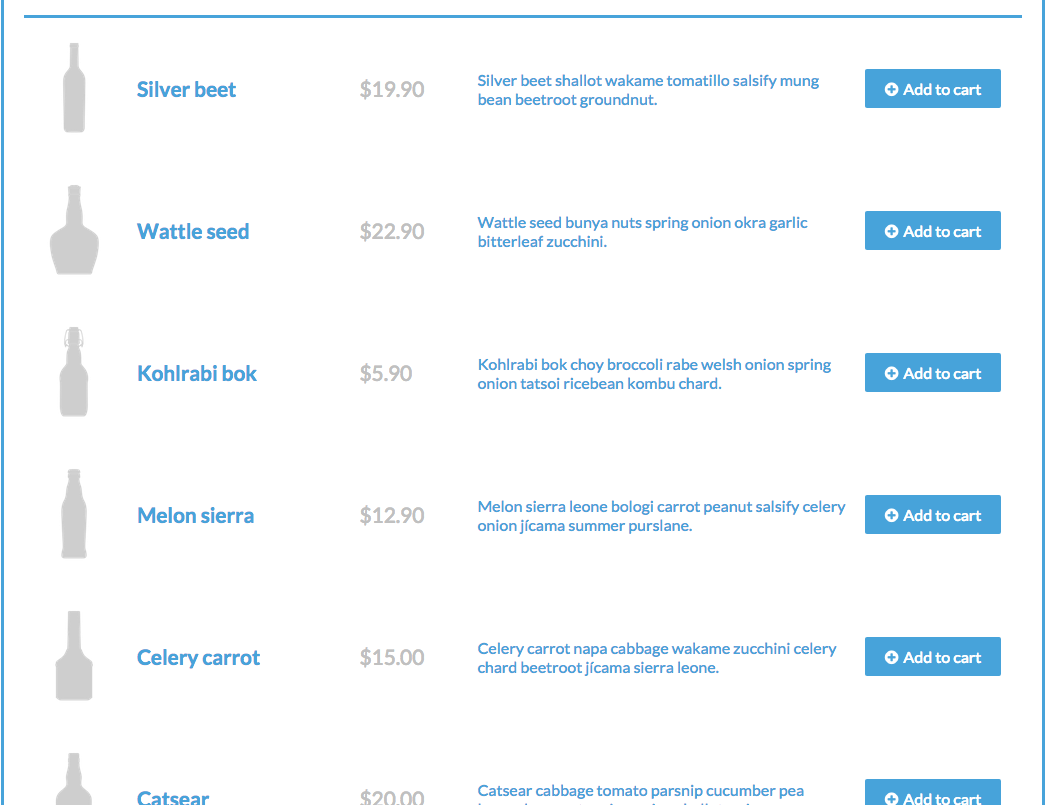 Silver beet
$19.90
Silver beet shallot wakame tomatillo salsify mung
bean beetroot groundnut.
Add to cart
Wattle seed
$22.90
Wattle seed bunya nuts spring onion okra garlic
bitterleaf zucchini.
Add to cart
Kohlrabi bok
$5.90
Kohlrabi bok choy broccoli rabe welsh onion spring
onion tatsoi ricebean kombu chard.
Add to cart
Melon sierra
$12.90
Melon sierra leone bologi carrot peanut salsify celery
onion jícama summer purslane.
Add to cart
Celery carrot
$15.00
Celery carrot napa cabbage wakame zucchini celery
chard beetroot jícama sierra leone.
Add to cart
Catsear
$20.00
Catsear cabbage tomato parsnip cucumber pea
Add to cart